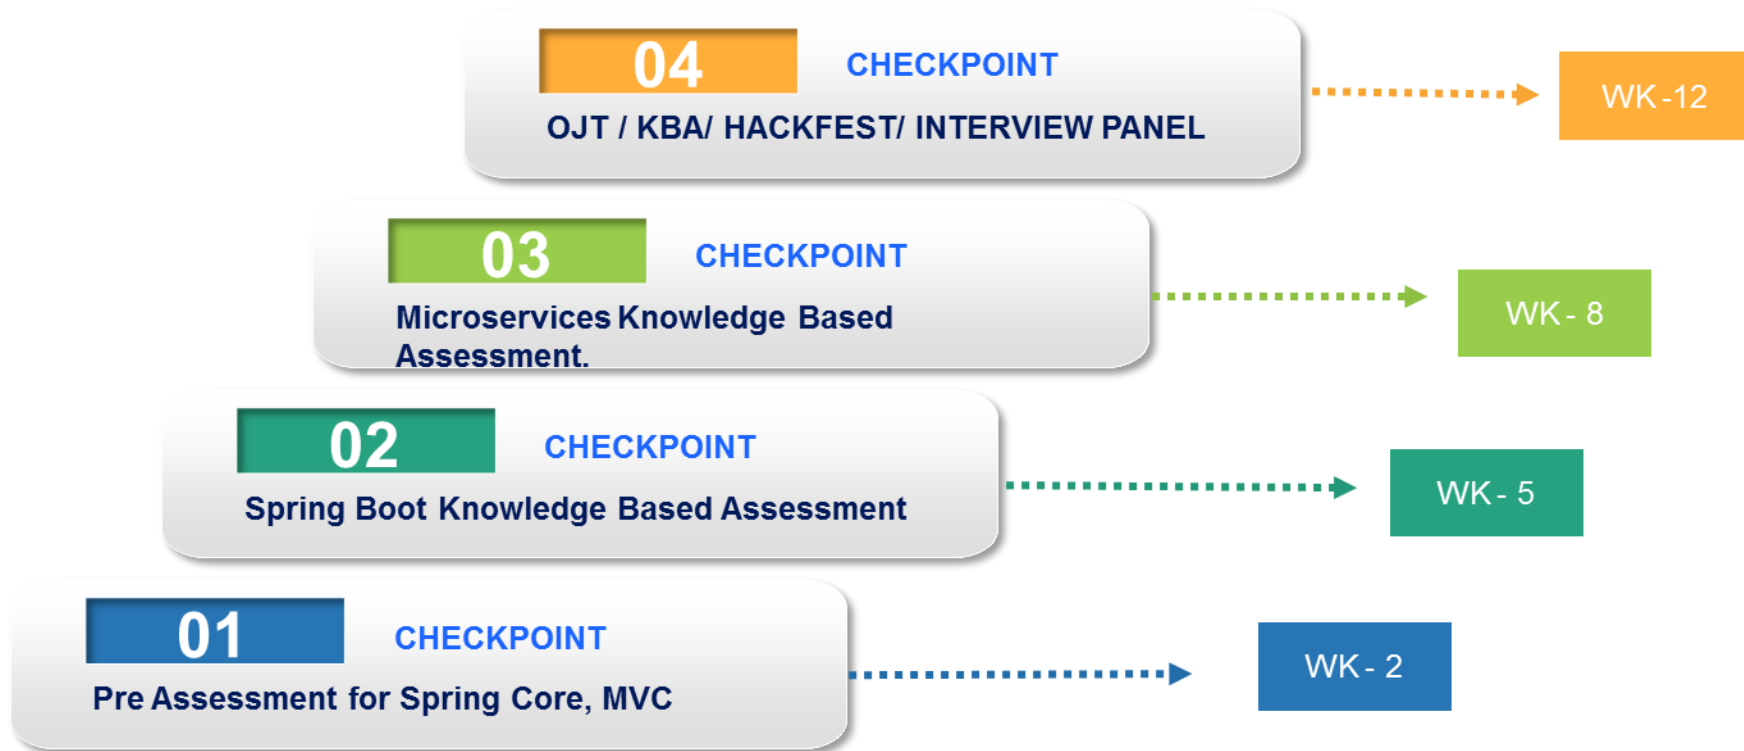 04 CHECKPOINT
OJT / KBA/ HACKFEST/ INTERVIEW PANEL
WK-12
03 CHECKPOINT
Microservices Knowledge Based
Assessment.
WK- 8
02 CHECKPOINT
Spring Boot Knowledge Based Assessment
WK- 5
01 CHECKPOINT
Pre Assessment for Spring Core, MVC
WK- 2